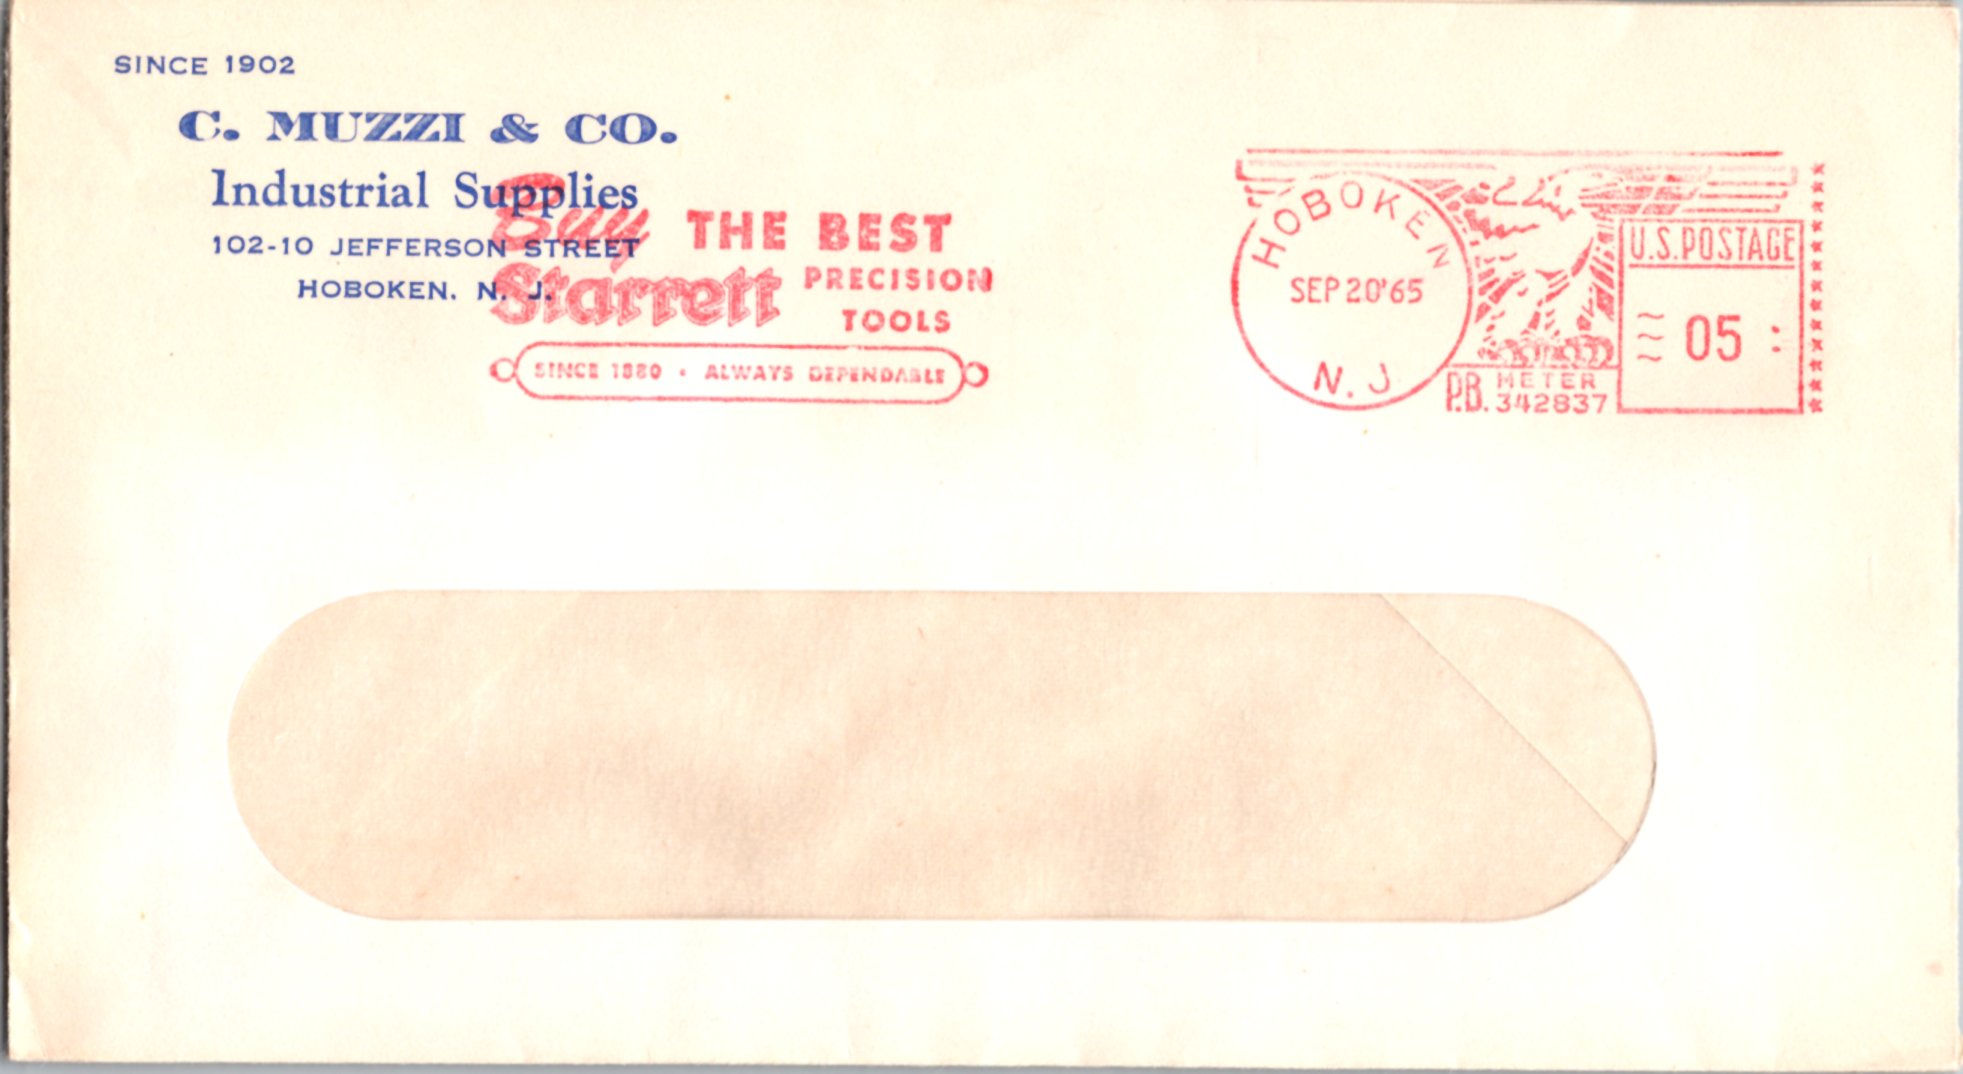 SINCE 1902
C. MUZZI & CO.
Industrial Supplies
102-10 JEFFERSON STREET
HOBOKEN. N. J.
Buy THE BEST
Starrett PRECISION
TOOLS
SINCE 1880 • ALWAYS DEPENDABLE
HOBOKEN
SEP 20'65
N. J.
U.S. POSTAGE
05
P.B. METER
342837